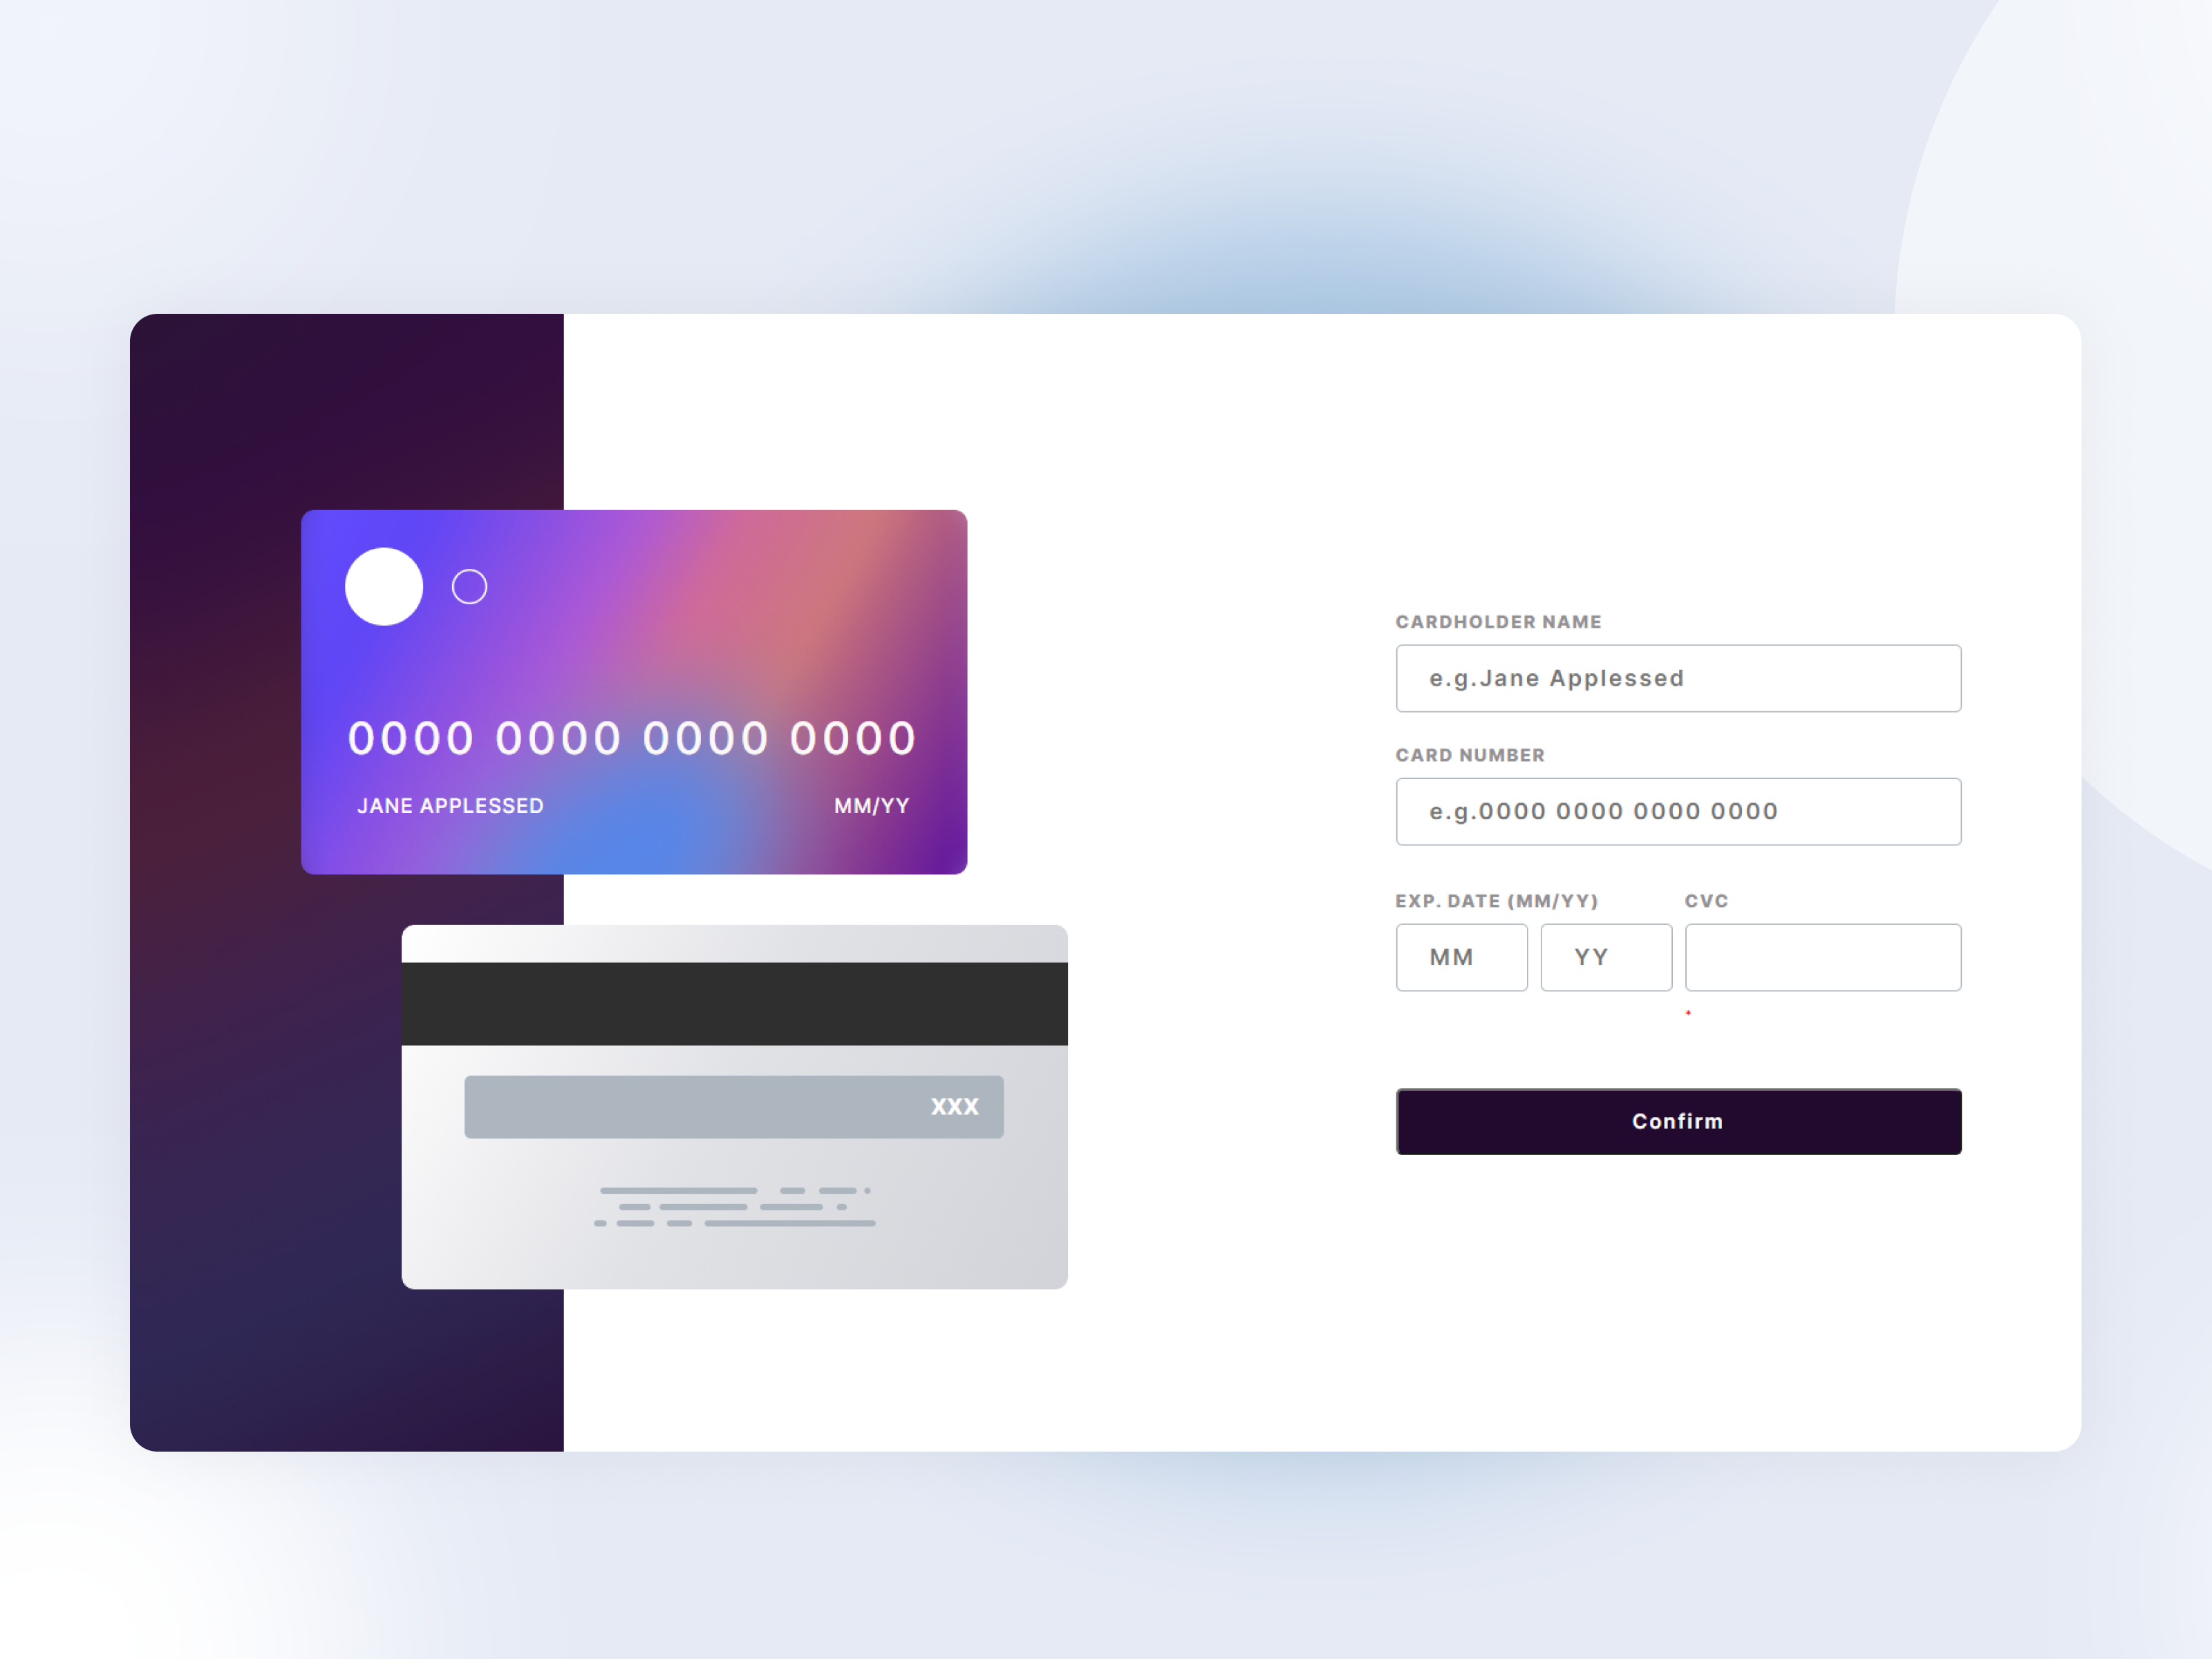 0000 0000 0000 0000
JANE APPLESSED MM/YY
XXX
CARDHOLDER NAME
e.g.Jane Applessed
CARD NUMBER
e.g.0000 0000 0000 0000
EXP. DATE (MM/YY) CVC
MM YY
*
Confirm